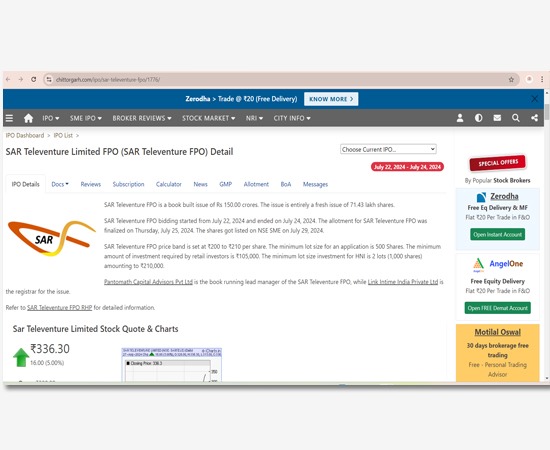 chittorgarh.com/ipo/sar-televenture-fpo/1776/
Zerodha > Trade @ ₹20 (Free Delivery) KNOW MORE >
IPO SME IPO BROKER REVIEWS STOCK MARKET NRI CITY INFO
IPO Dashboard > IPO List >
SAR Televenture Limited FPO (SAR Televenture FPO) Detail
Choose Current IPO...
July 22, 2024 - July 24, 2024
IPO Details Docs Reviews Subscription Calculator News GMP Allotment BoA Messages
SAR
SAR Televenture FPO is a book built issue of Rs 150.00 crores. The issue is entirely a fresh issue of 71.43 lakh shares.
SAR Televenture FPO bidding started from July 22, 2024 and ended on July 24, 2024. The allotment for SAR Televenture FPO was
finalized on Thursday, July 25, 2024. The shares got listed on NSE SME on July 29, 2024.
SAR Televenture FPO price band is set at ₹200 to ₹210 per share. The minimum lot size for an application is 500 Shares. The minimum
amount of investment required by retail investors is ₹105,000. The minimum lot size investment for HNI is 2 lots (1,000 shares)
amounting to ₹210,000.
Pantomath Capital Advisors Pvt Ltd is the book running lead manager of the SAR Televenture FPO, while Link Intime India Private Ltd is
the registrar for the issue.
Refer to SAR Televenture FPO RHP for detailed information.
Sar Televenture Limited Stock Quote & Charts
₹336.30
16.00 (5.00%)
Closing Price:
SPECIAL OFFERS
By Popular Stock Brokers
Zerodha
Free Eq Delivery & MF
Flat ₹20 Per Trade in F&O
Open Instant Account
AngelOne
Free Equity Delivery
Flat ₹20 Per Trade in F&O
Open FREE Demat Account
Motilal Oswal
30 days brokerage free
trading
Free - Personal Trading
Advisor